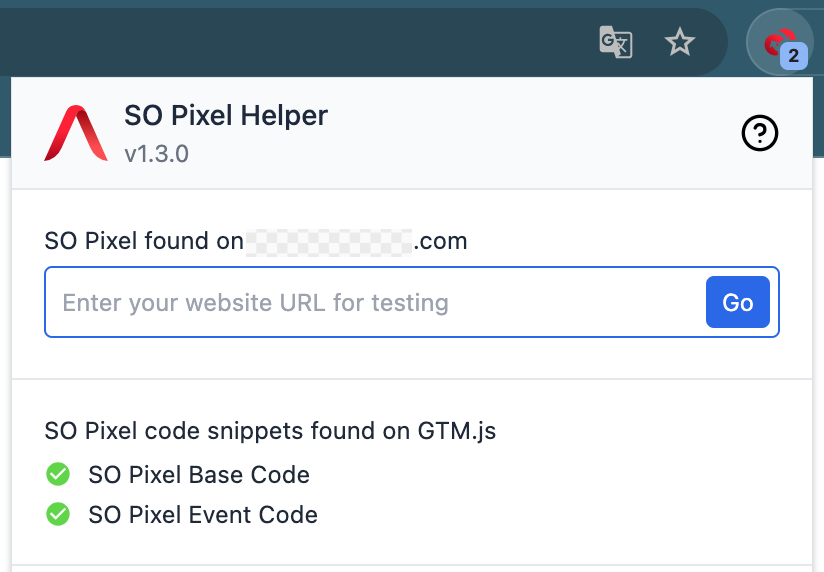 2
SO Pixel Helper
v1.3.0
SO Pixel found on .com
Enter your website URL for testing
Go
SO Pixel code snippets found on GTM.js
SO Pixel Base Code
SO Pixel Event Code